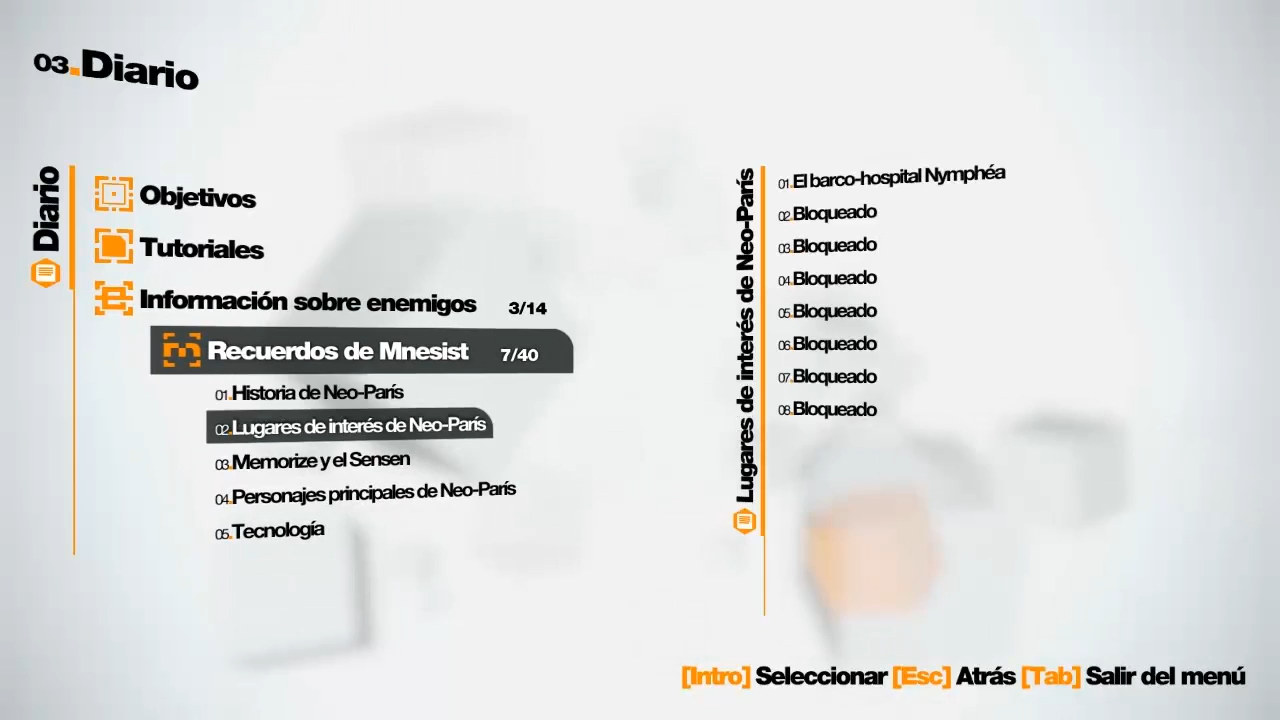 03.Diario
Diario
Objetivos
Tutoriales
Información sobre enemigos 3/14
Recuerdos de Mnesist 7/40
01.Historia de Neo-París
02.Lugares de interés de Neo-París
03.Memorize y el Sensen
04.Personajes principales de Neo-París
05.Tecnología
Lugares de interés de Neo-París
01.El barco-hospital Nymphéa
02.Bloqueado
03.Bloqueado
04.Bloqueado
05.Bloqueado
06.Bloqueado
07.Bloqueado
08.Bloqueado
[Intro] Seleccionar [Esc] Atrás [Tab] Salir del menú